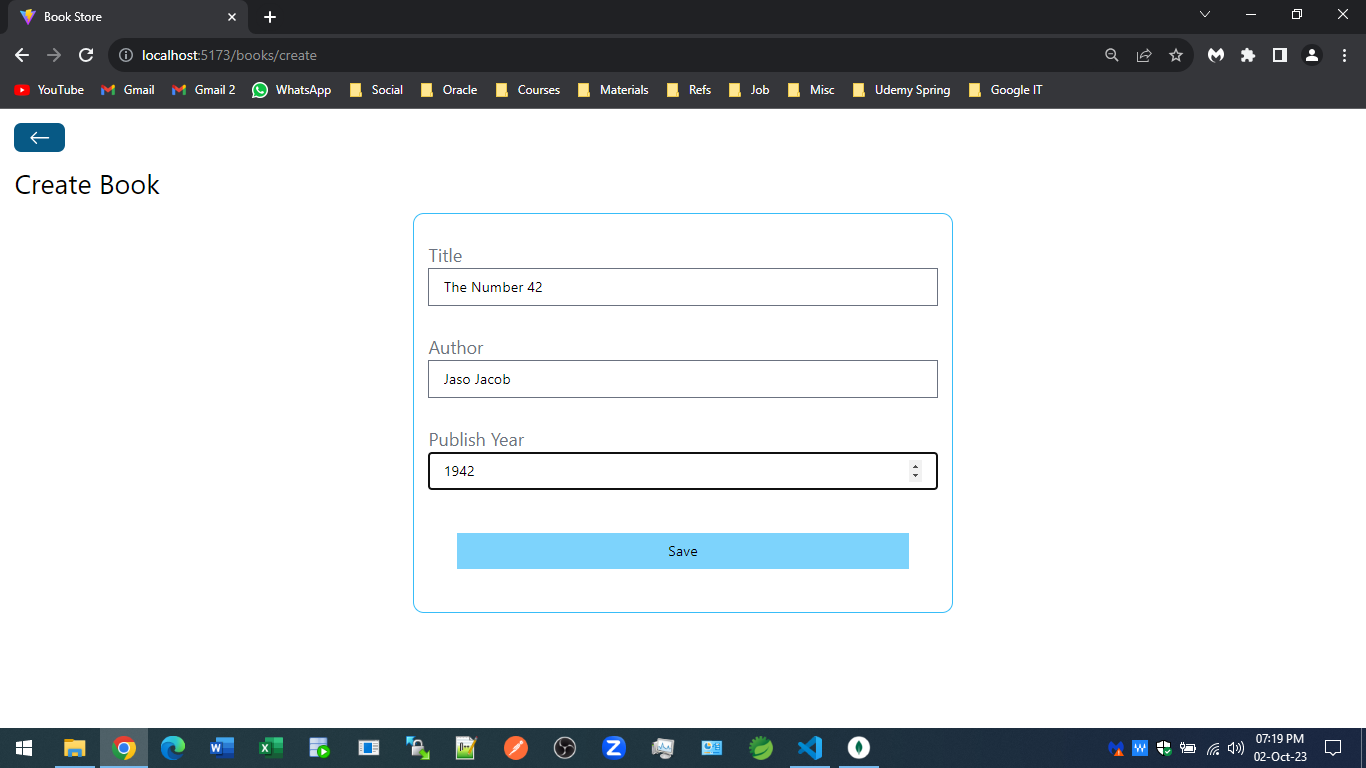 Book Store
localhost:5173/books/create
YouTube Gmail Gmail 2 WhatsApp Social Oracle Courses Materials Refs Job Misc Udemy Spring Google IT
Create Book
Title
The Number 42
Author
Jaso Jacob
Publish Year
1942
Save
07:19 PM
02-Oct-23